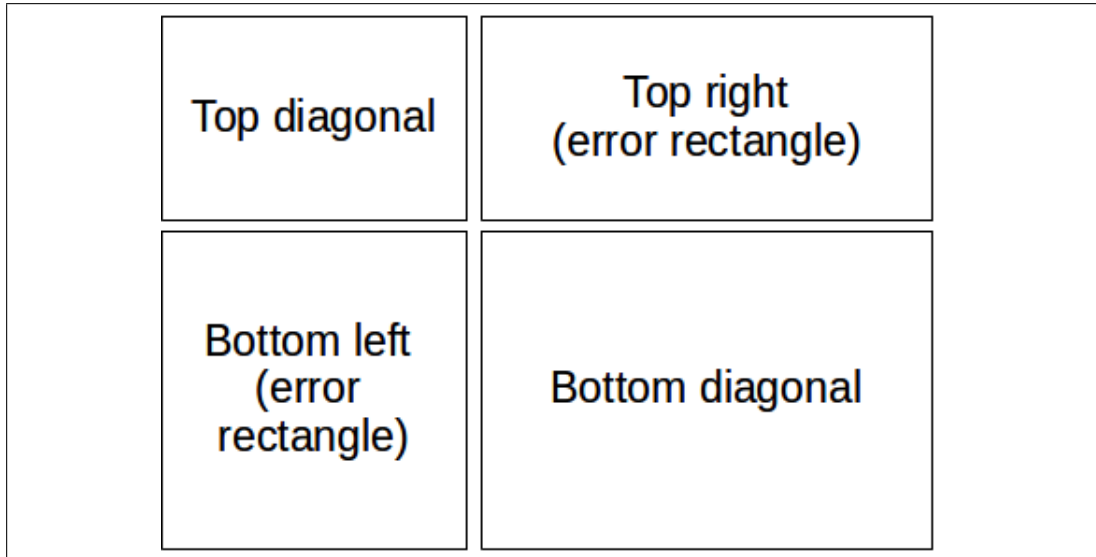 Top diagonal
Top right
(error rectangle)
Bottom left
(error
rectangle)
Bottom diagonal